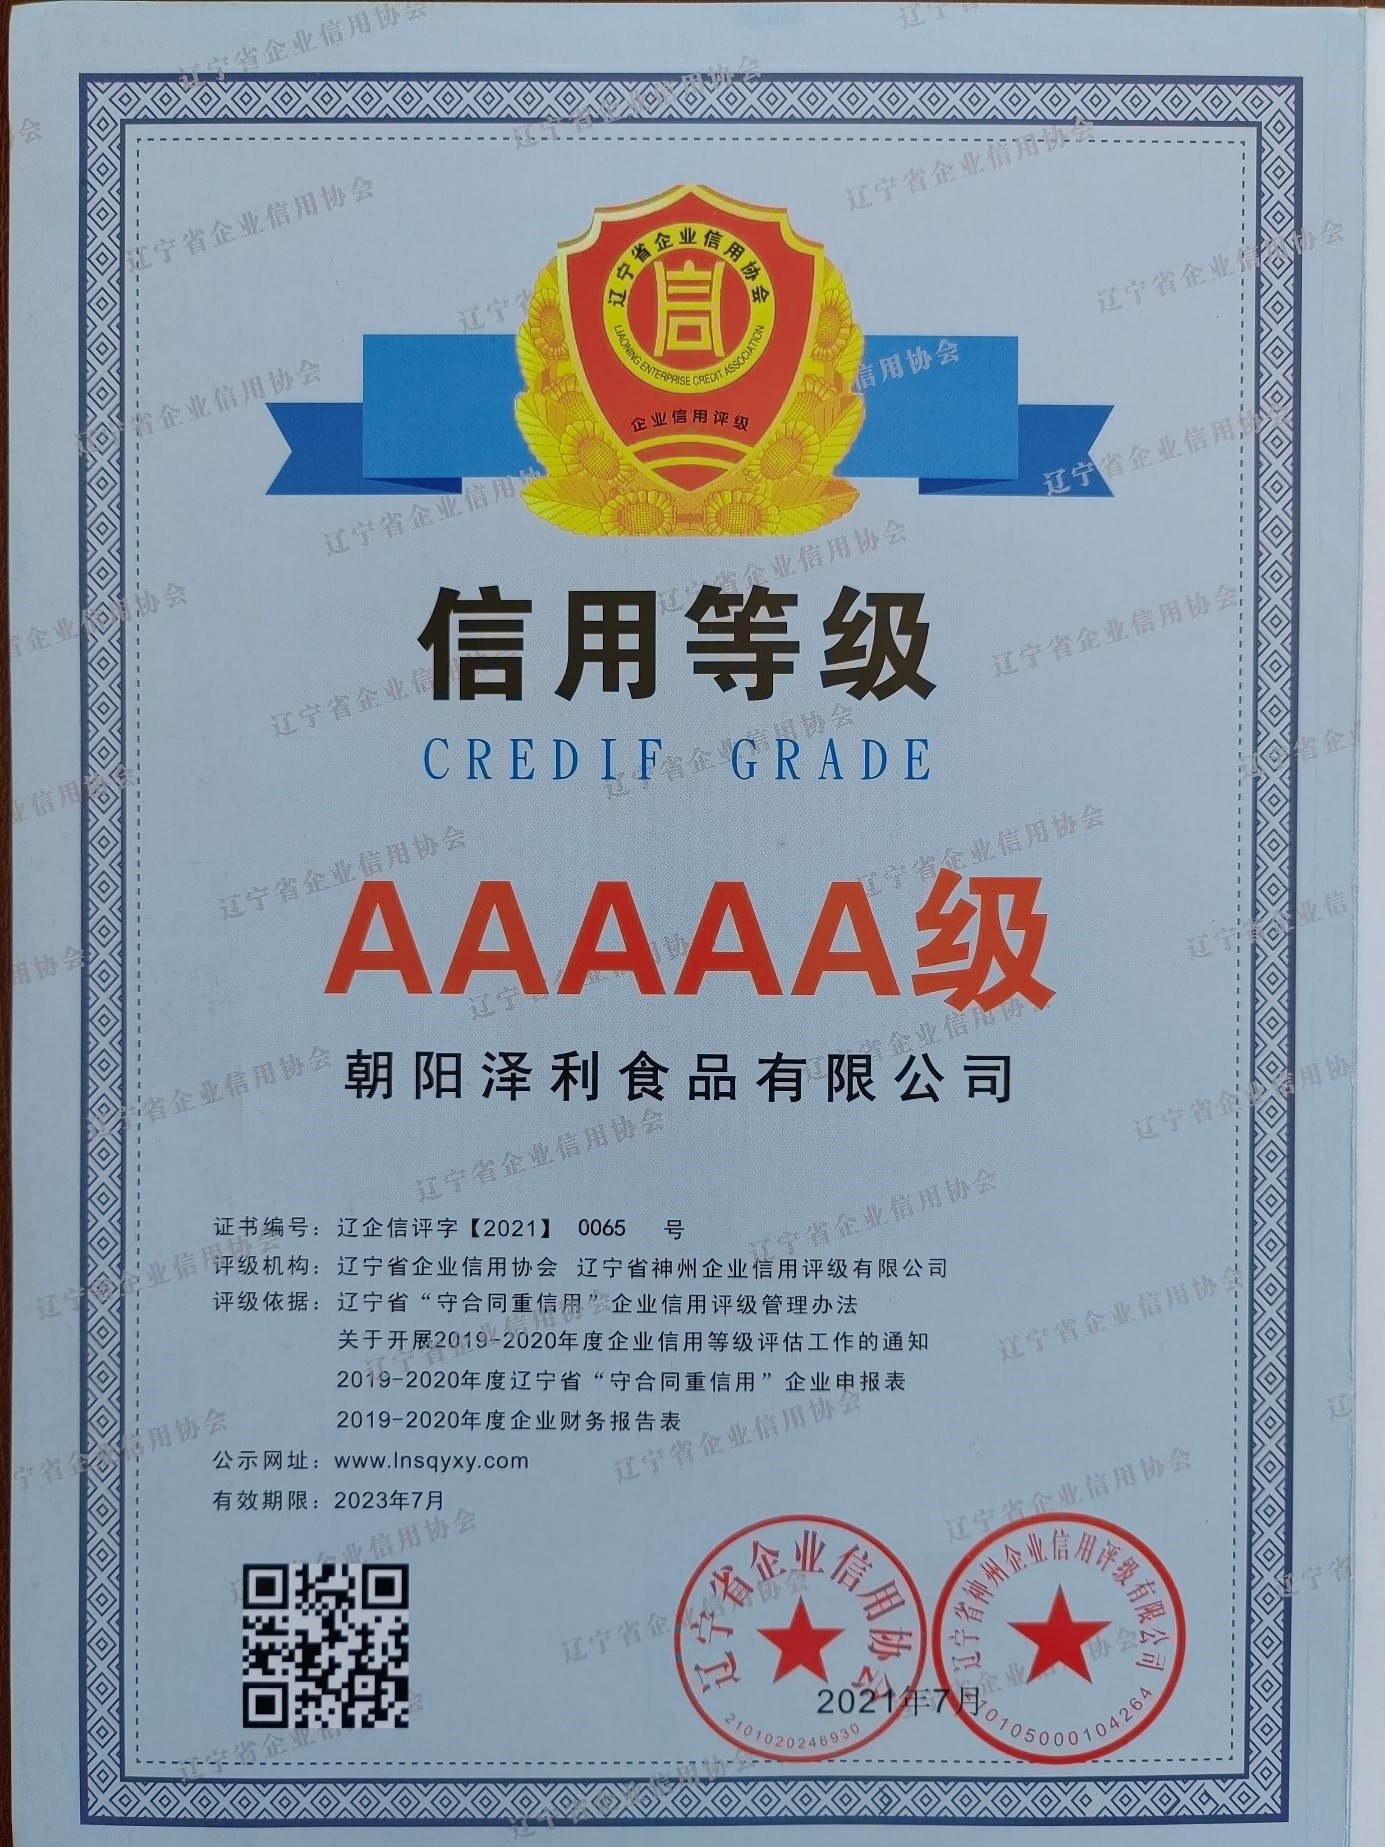 辽宁省企业信用协会
信
LIAONING ENTERPRISE CREDIT ASSOCIATION
企业信用评级
信用等级
CREDIF GRADE
AAAAA级
朝阳泽利食品有限公司
证书编号：辽企信评字【2021】 0065 号
评级机构：辽宁省企业信用协会 辽宁省神州企业信用评级有限公司
评级依据：辽宁省“守合同重信用”企业信用评级管理办法
关于开展2019-2020年度企业信用等级评估工作的通知
2019-2020年度辽宁省“守合同重信用”企业申报表
2019-2020年度企业财务报告表
公示网址：www.lnsqyxy.com
有效期限：2023年7月
辽宁省企业信用协会
2101020246930
辽宁省神州企业信用评级有限公司
210105000104264
2021年7月